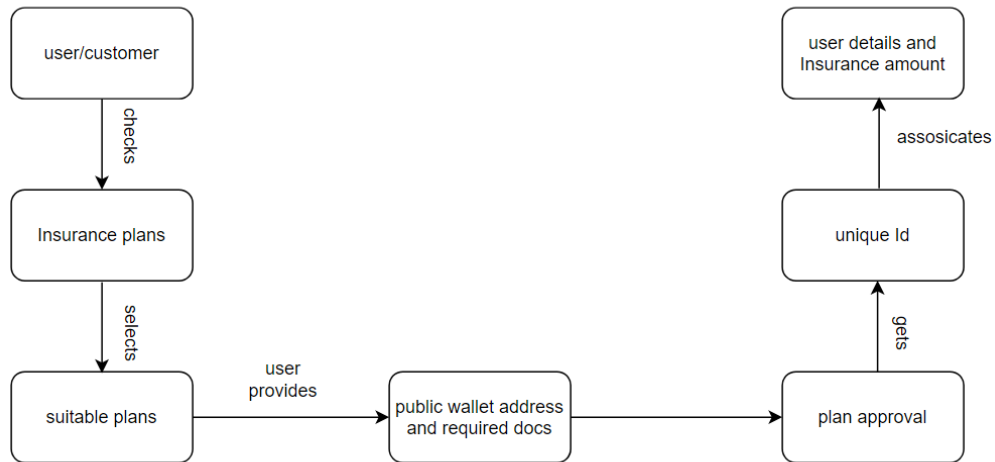 user/customer
checks
Insurance plans
selects
suitable plans
user
provides
public wallet address
and required docs
plan approval
gets
unique Id
assosicates
user details and
Insurance amount